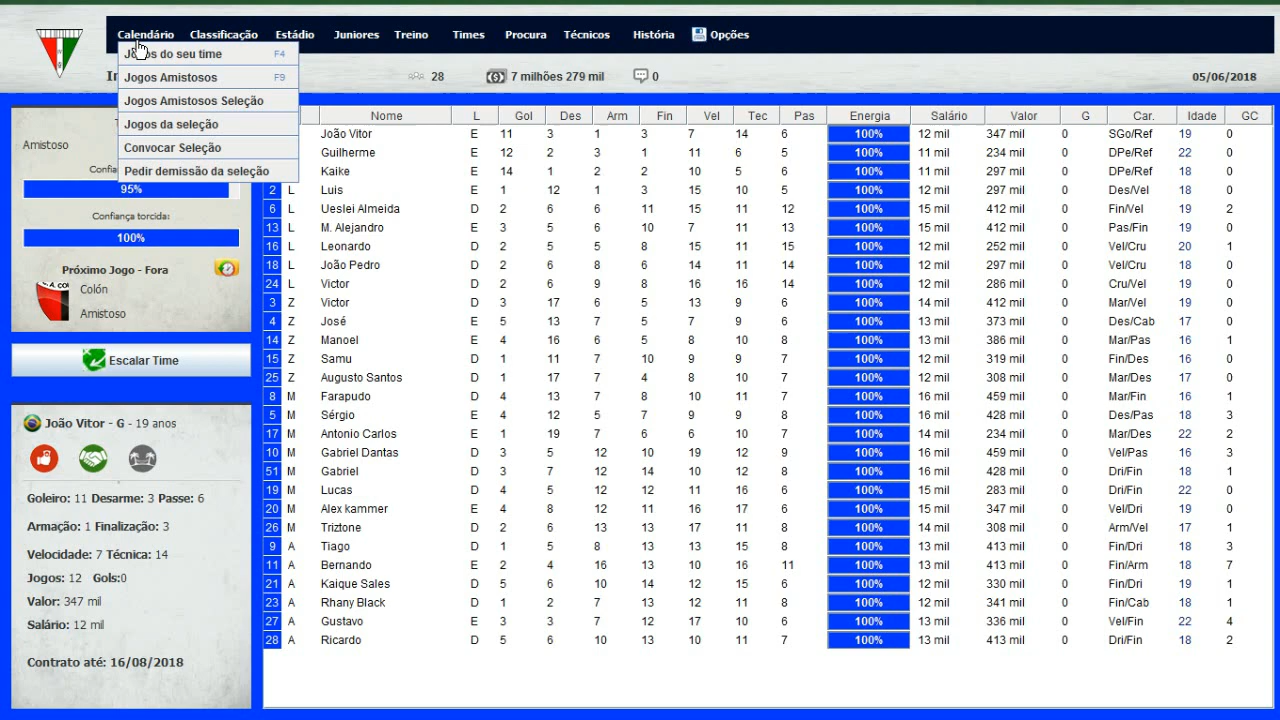 Calendário Classificação Estádio Juniores Treino Times Procura Técnicos História Opções
Jogos do seu time F4
Jogos Amistosos F9
Jogos Amistosos Seleção
Jogos da seleção
Convocar Seleção
Pedir demissão da seleção
28 7 milhões 279 mil 0 05/06/2018
Amistoso
95%
Confiança torcida:
100%
Próximo Jogo - Fora
Colón
Amistoso
Escalar Time
João Vitor - G - 19 anos
Goleiro: 11 Desarme: 3 Passe: 6
Armação: 1 Finalização: 3
Velocidade: 7 Técnica: 14
Jogos: 12 Gols:0
Valor: 347 mil
Salário: 12 mil
Contrato até: 16/08/2018
Nome L Gol Des Arm Fin Vel Tec Pas Energia Salário Valor G Car. Idade GC
João Vitor E 11 3 1 3 7 14 6 100% 12 mil 347 mil 0 SGo/Ref 19 0
Guilherme E 12 2 3 1 11 6 5 100% 11 mil 234 mil 0 DPe/Ref 22 0
Kaike E 14 1 2 2 10 5 5 100% 11 mil 297 mil 0 DPe/Ref 18 0
2 L Luis E 1 12 1 3 15 10 5 100% 12 mil 297 mil 0 Des/Vel 18 0
6 L Ueslei Almeida D 2 6 6 11 15 11 12 100% 15 mil 412 mil 0 Fin/Vel 19 2
13 L M. Alejandro E 3 5 6 10 7 11 13 100% 15 mil 412 mil 0 Pas/Fin 19 0
16 L Leonardo D 2 5 5 8 15 11 15 100% 12 mil 252 mil 0 Vel/Cru 20 1
18 L João Pedro D 2 6 8 6 14 11 14 100% 12 mil 297 mil 0 Vel/Cru 18 0
24 L Victor D 2 6 9 8 16 16 14 100% 12 mil 286 mil 0 Cru/Vel 19 0
3 Z Victor D 3 17 6 5 13 9 6 100% 14 mil 412 mil 0 Mar/Vel 19 0
4 Z José E 5 13 7 5 7 9 6 100% 13 mil 373 mil 0 Des/Cab 17 0
14 Z Manoel E 4 16 6 5 8 10 8 100% 13 mil 386 mil 0 Mar/Pas 16 1
15 Z Samu D 1 11 7 10 9 9 7 100% 12 mil 319 mil 0 Fin/Des 16 0
25 Z Augusto Santos D 1 17 7 4 8 10 7 100% 12 mil 308 mil 0 Car/Des 17 0
8 M Farapudo D 4 13 7 8 10 11 7 100% 16 mil 459 mil 0 Mar/Fin 16 1
5 M Sérgio E 4 12 5 7 9 9 8 100% 16 mil 428 mil 0 Des/Pas 18 3
17 M Antonio Carlos E 1 19 7 6 6 10 7 100% 14 mil 234 mil 0 Mar/Des 22 2
10 M Gabriel Dantas E 3 5 12 10 19 12 9 100% 16 mil 459 mil 0 Vel/Pas 16 3
51 M Gabriel D 3 7 12 14 10 12 8 100% 16 mil 428 mil 0 Dri/Fin 18 1
19 M Lucas D 4 5 12 12 11 16 6 100% 15 mil 283 mil 0 Dri/Fin 22 0
20 M Alex kammer E 4 8 12 11 16 17 6 100% 15 mil 347 mil 0 Vel/Dri 19 0
26 M Triztone D 2 6 13 13 17 11 8 100% 14 mil 308 mil 0 Arm/Vel 17 1
9 A Tiago D 1 5 8 13 13 15 8 100% 13 mil 413 mil 0 Fin/Dri 18 3
11 A Bernando E 2 4 16 13 10 16 11 100% 13 mil 413 mil 0 Fin/Arm 18 7
21 A Kaique Sales D 5 6 10 14 12 15 6 100% 12 mil 330 mil 0 Fin/Dri 19 1
23 A Rhany Black D 1 2 7 13 12 11 8 100% 12 mil 341 mil 0 Fin/Cab 18 1
27 A Gustavo E 3 3 7 12 17 10 6 100% 13 mil 336 mil 0 Vel/Fin 22 4
28 A Ricardo D 5 6 10 13 10 11 7 100% 13 mil 413 mil 0 Dri/Fin 18 2